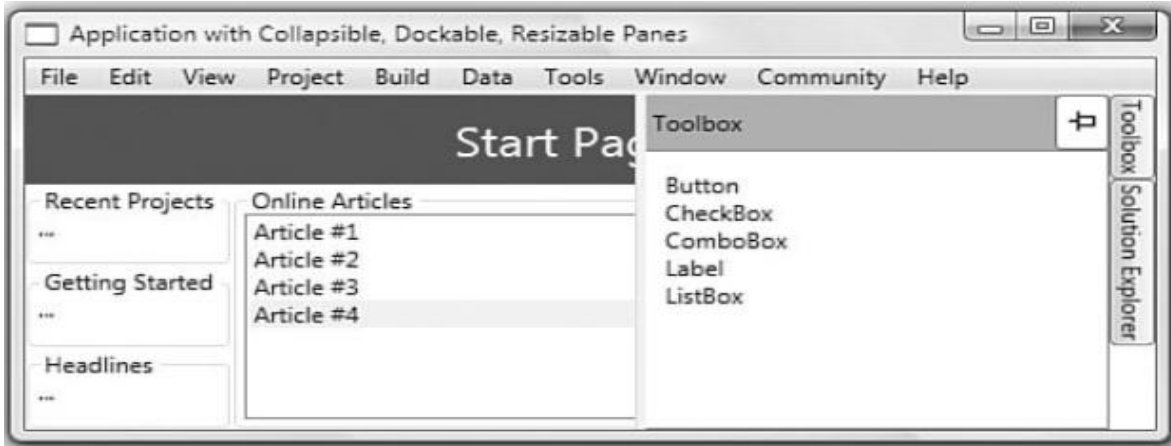 Application with Collapsible, Dockable, Resizable Panes
File Edit View Project Build Data Tools Window Community Help
Start Pag
Recent Projects
...
Getting Started
...
Headlines
...
Online Articles
Article #1
Article #2
Article #3
Article #4
Toolbox
Button
CheckBox
ComboBox
Label
ListBox
Toolbox
Solution Explorer